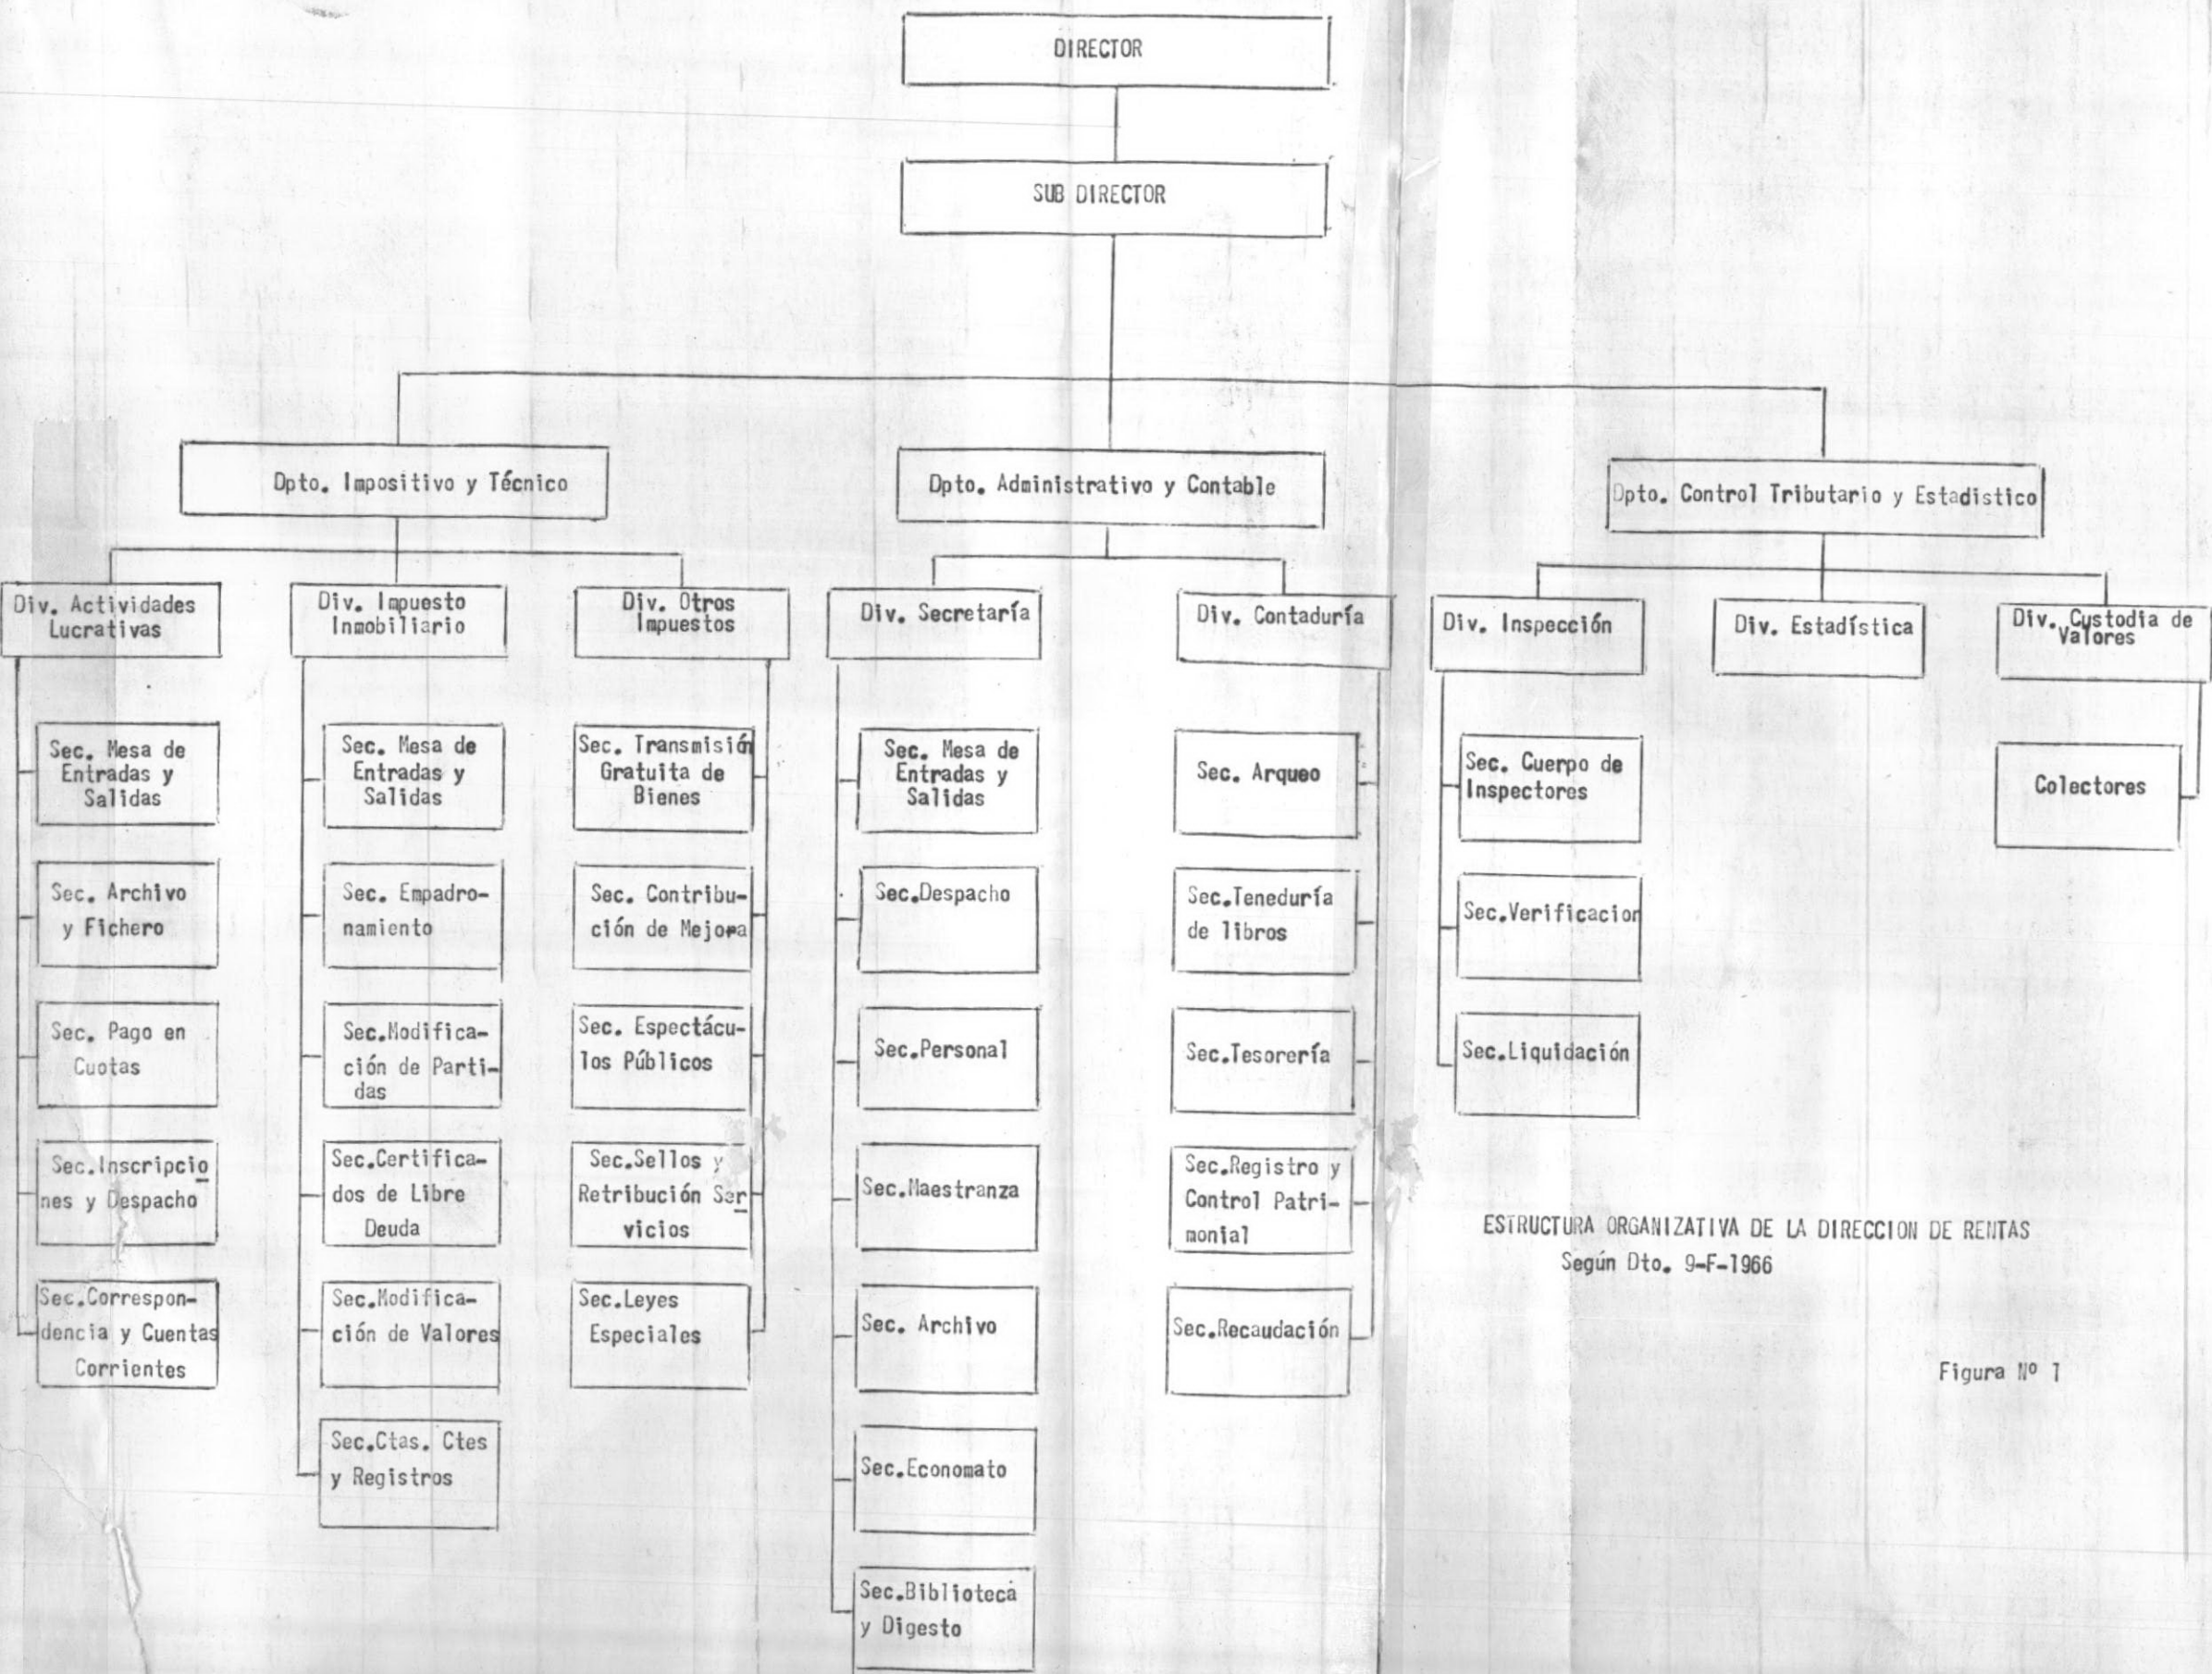 DIRECTOR
SUB DIRECTOR
Dpto. Impositivo y Técnico
Dpto. Administrativo y Contable
Dpto. Control Tributario y Estadistico
Div. Actividades
Lucrativas
Div. Impuesto
Inmobiliario
Div. Otros
Impuestos
Div. Secretaría
Div. Contaduría
Div. Inspección
Div. Estadística
Div. Custodia de
Valores
Sec. Mesa de
Entradas y
Salidas
Sec. Archivo
y Fichero
Sec. Pago en
Cuotas
Sec.Inscripcio
nes y Despacho
Sec.Correspon-
dencia y Cuentas
Corrientes
Sec. Mesa de
Entradas y
Salidas
Sec. Empadro-
namiento
Sec.Modifica-
ción de Parti-
das
Sec.Certifica-
dos de Libre
Deuda
Sec.Modifica-
ción de Valores
Sec.Ctas. Ctes
y Registros
Sec. Transmisión
Gratuita de
Bienes
Sec. Contribu-
ción de Mejora
Sec. Espectácu-
los Públicos
Sec.Sellos y
Retribución Ser
vicios
Sec.Leyes
Especiales
Sec. Mesa de
Entradas y
Salidas
Sec.Despacho
Sec.Personal
Sec.Maestranza
Sec. Archivo
Sec.Economato
Sec.Biblioteca
y Digesto
Sec. Arqueo
Sec.Teneduría
de libros
Sec.Tesorería
Sec.Registro y
Control Patri-
monial
Sec.Recaudación
Sec. Cuerpo de
Inspectores
Sec.Verificacion
Sec.Liquidación
Colectores
ESTRUCTURA ORGANIZATIVA DE LA DIRECCION DE RENTAS
Según Dto. 9-F-1966
Figura Nº 1